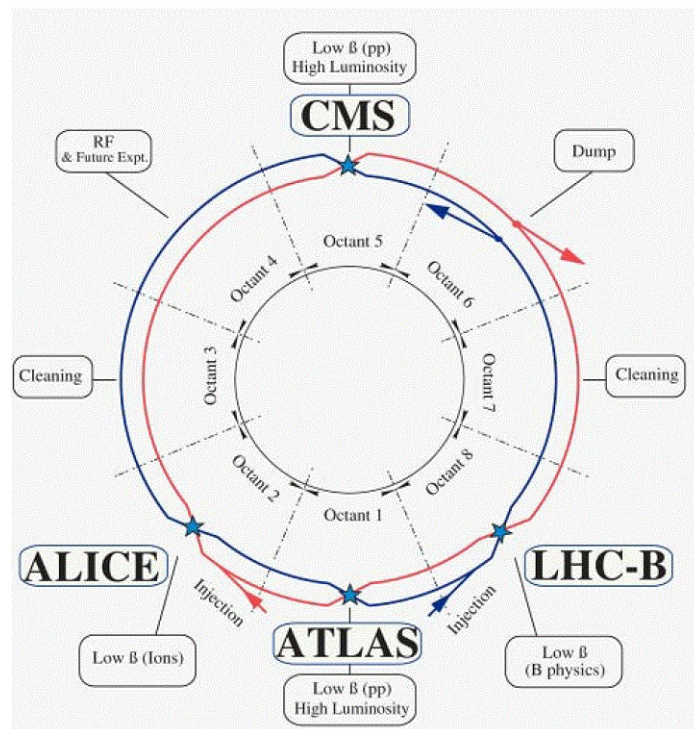 Low ß (pp)
High Luminosity
CMS
RF
& Future Expt.
Dump
Octant 5
Octant 4
Octant 6
Octant 3
Octant 7
Cleaning
Cleaning
Octant 2
Octant 8
Octant 1
ALICE
LHC-B
Injection
Injection
ATLAS
Low ß (Ions)
Low ß
(B physics)
Low ß (pp)
High Luminosity